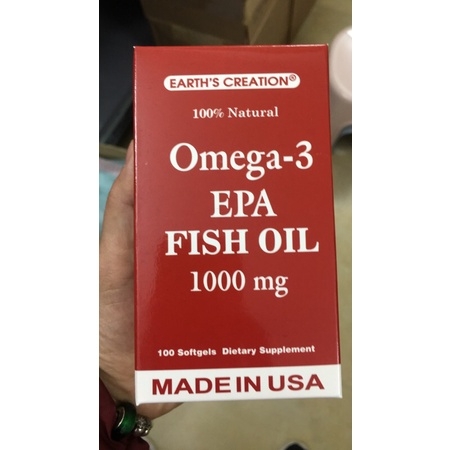 EARTH'S CREATION®
100% Natural
Omega-3
EPA
FISH OIL
1000 mg
100 Softgels Dietary Supplement
MADE IN USA